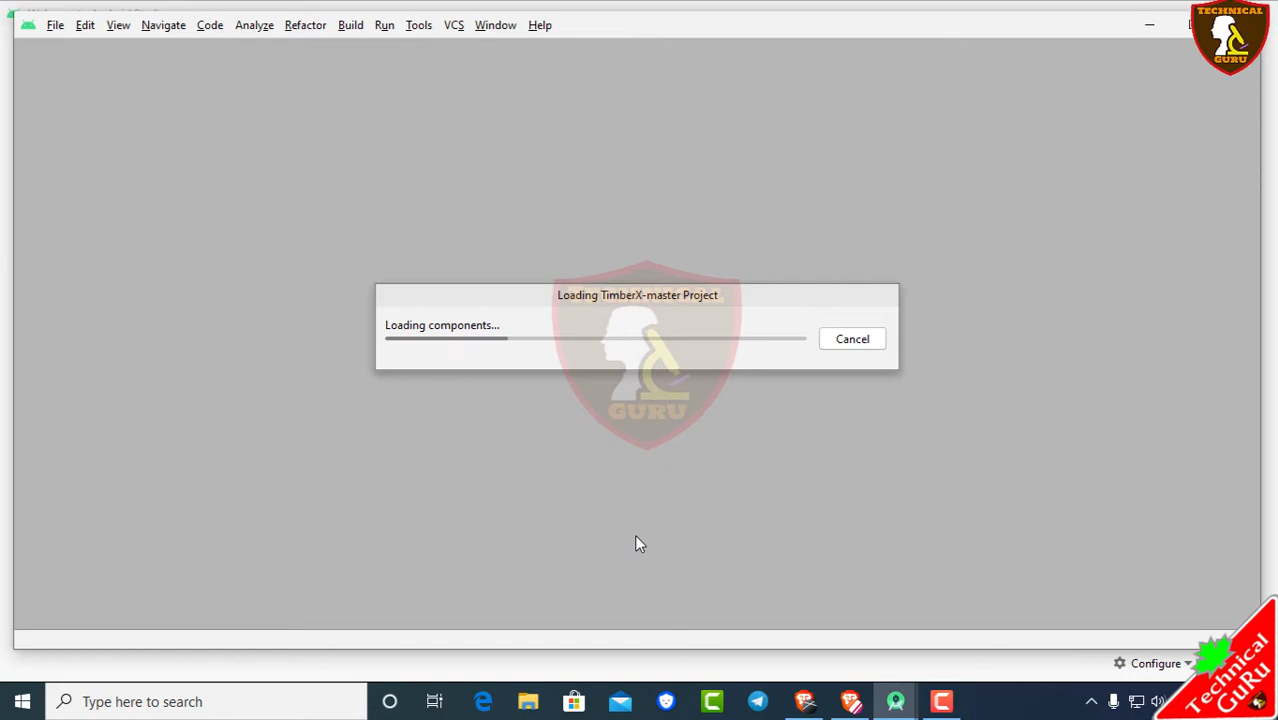 File Edit View Navigate Code Analyze Refactor Build Run Tools VCS Window Help
TECHNICAL
GURU
Loading TimberX-master Project
Loading components...
Cancel
TECHNICAL
GURU
Configure
Type here to search
Technical
GuRu